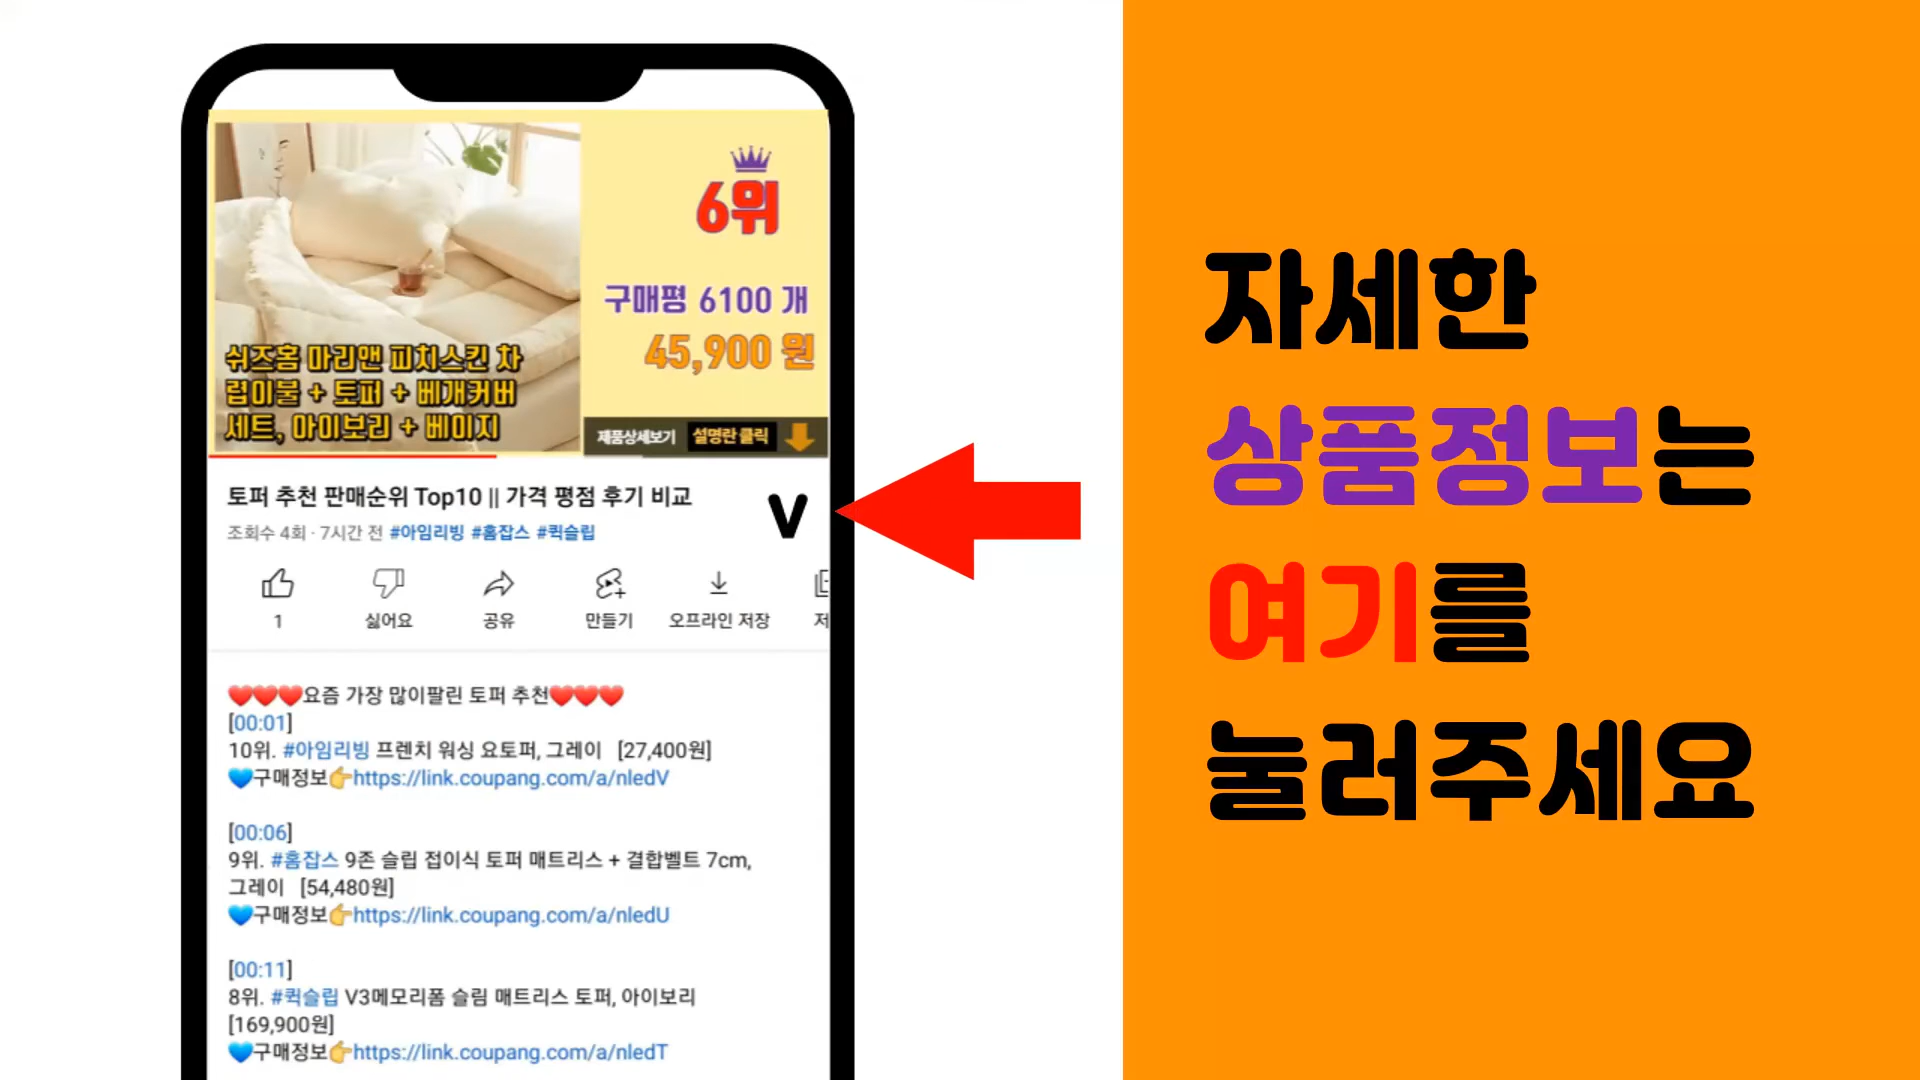 6위
구매평 6100 개
45,900 원
쉬즈홈 마리앤 피치스킨 차
렵이불 + 토퍼 + 베개커버
세트, 아이보리 + 베이지
제품상세보기 설명란 클릭
토퍼 추천 판매순위 Top10 || 가격 평점 후기 비교
V
조회수 4회 · 7시간 전 #아임리빙 #홈잡스 #퀵슬립
1 싫어요 공유 만들기 오프라인 저장 저
❤️❤️❤️요즘 가장 많이팔린 토퍼 추천❤️❤️❤️
[00:01]
10위. #아임리빙 프렌치 워싱 요토퍼, 그레이 [27,400원]
💙구매정보👉https://link.coupang.com/a/nledV
[00:06]
9위. #홈잡스 9존 슬립 접이식 토퍼 매트리스 + 결합벨트 7cm,
그레이 [54,480원]
💙구매정보👉https://link.coupang.com/a/nledU
[00:11]
8위. #퀵슬립 V3메모리폼 슬림 매트리스 토퍼, 아이보리
[169,900원]
💙구매정보👉https://link.coupang.com/a/nledT
자세한
상품정보는
여기를
눌러주세요